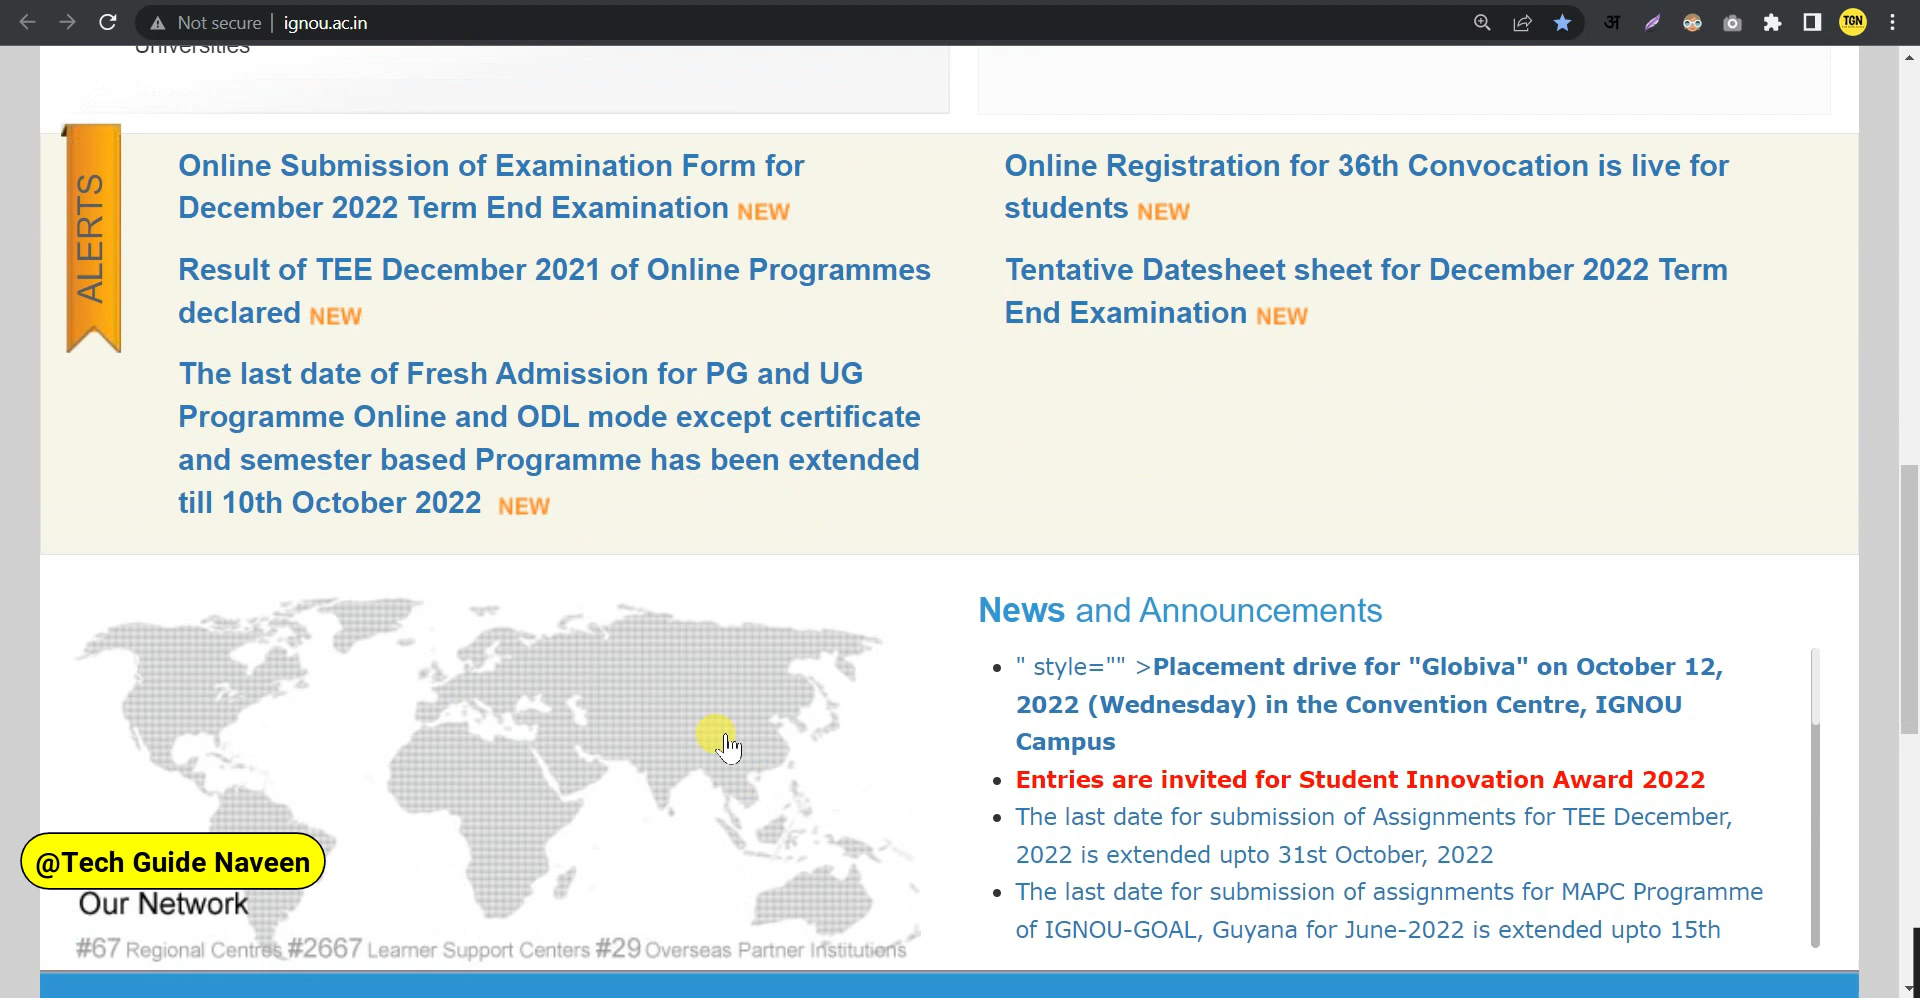 Not secure | ignou.ac.in
अ
TGN
Universities
ALERTS
Online Submission of Examination Form for
December 2022 Term End Examination NEW
Result of TEE December 2021 of Online Programmes
declared NEW
The last date of Fresh Admission for PG and UG
Programme Online and ODL mode except certificate
and semester based Programme has been extended
till 10th October 2022 NEW
Online Registration for 36th Convocation is live for
students NEW
Tentative Datesheet sheet for December 2022 Term
End Examination NEW
@Tech Guide Naveen
Our Network
#67 Regional Centres #2667 Learner Support Centers #29 Overseas Partner Institutions
News and Announcements
" style="" >Placement drive for "Globiva" on October 12,
2022 (Wednesday) in the Convention Centre, IGNOU
Campus
Entries are invited for Student Innovation Award 2022
The last date for submission of Assignments for TEE December,
2022 is extended upto 31st October, 2022
The last date for submission of assignments for MAPC Programme
of IGNOU-GOAL, Guyana for June-2022 is extended upto 15th